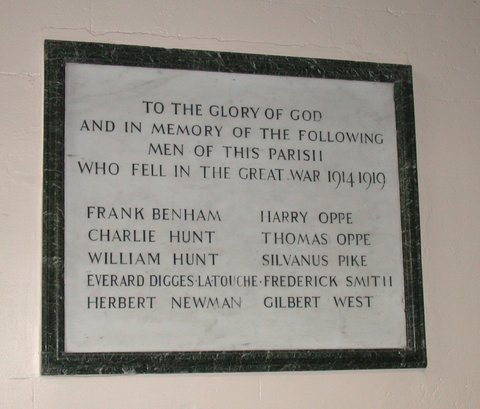 TO THE GLORY OF GOD
AND IN MEMORY OF THE FOLLOWING
MEN OF THIS PARISH
WHO FELL IN THE GREAT WAR 1914 1919
FRANK BENHAM HARRY OPPE
CHARLIE HUNT THOMAS OPPE
WILLIAM HUNT SILVANUS PIKE
EVERARD DIGGES·LATOUCHE·FREDERICK SMITH
HERBERT NEWMAN GILBERT WEST